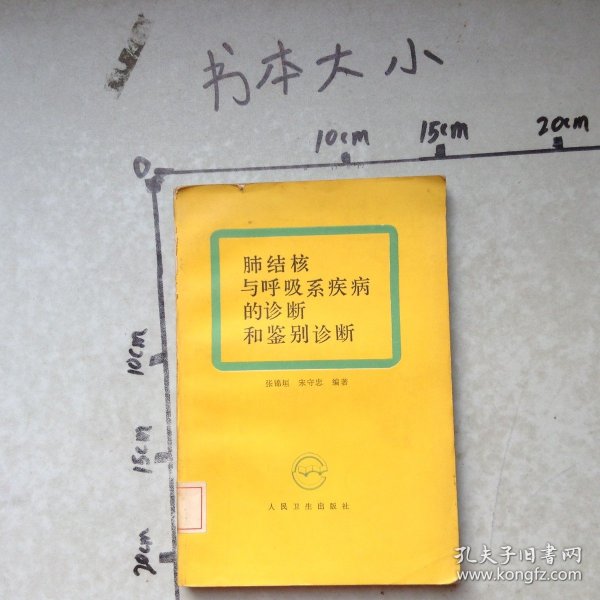 书本大小
10cm
15cm
20cm
0
肺结核
与呼吸系疾病
的诊断
和鉴别诊断
张锦垣 宋守忠 编著
10cm
15cm
人民卫生出版社
20cm
孔夫子旧书网
www.kongfz.com